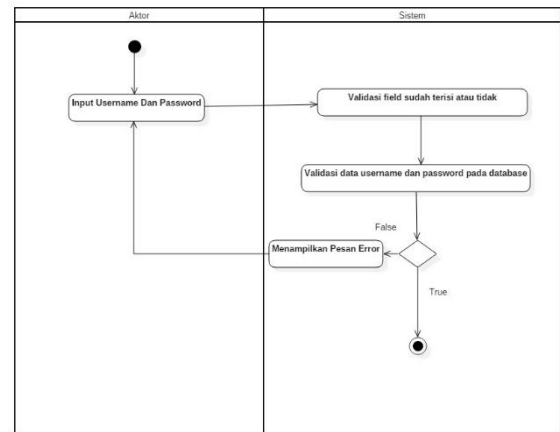 Aktor
Sistem
Input Username Dan Password
Validasi field sudah terisi atau tidak
Validasi data username dan password pada database
False
Menampilkan Pesan Error
True